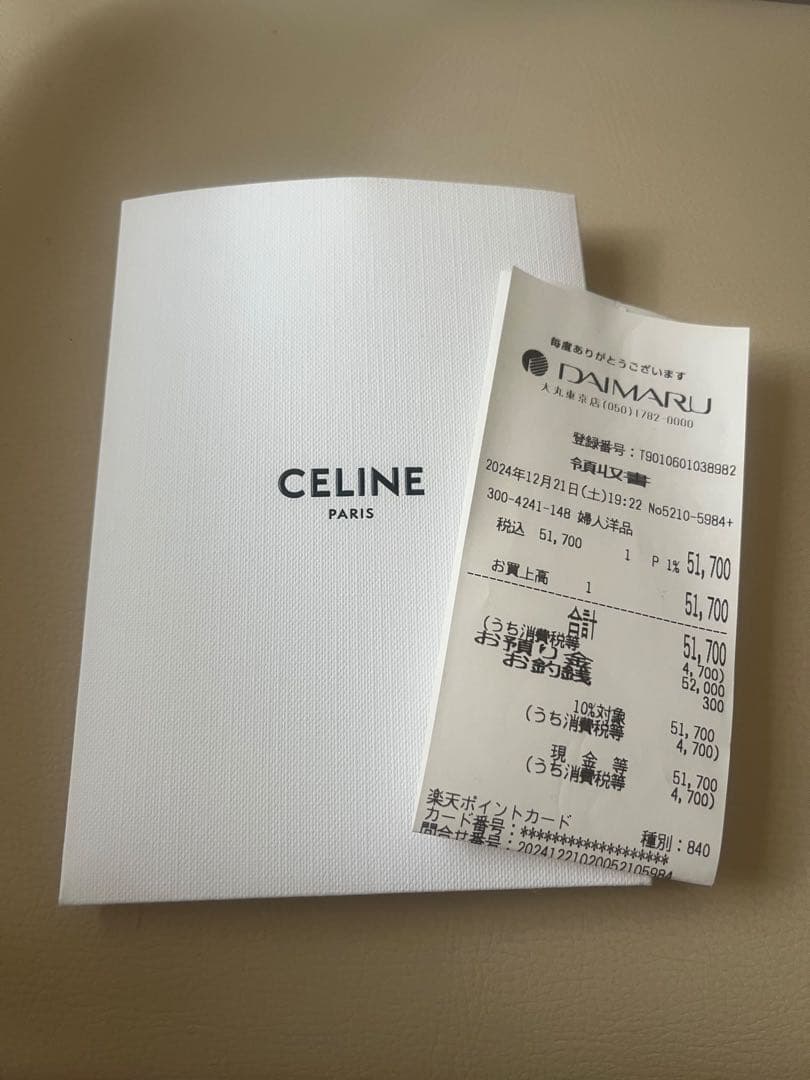 CELINE
PARIS
毎度ありがとうございます
DAIMARU
大丸東京店(050)1782-0000
登録番号:T9010601038982
領収書
2024年12月21日(土)19:22 No5210-5984+
300-4241-148 婦人洋品
税込 51,700 1 P 1% 51,700
お買上高 1 51,700
合計 51,700
(うち消費税等 4,700)
お預り金 52,000
お釣銭 300
10%対象 51,700
(うち消費税等 4,700)
現 金 等 51,700
(うち消費税等 4,700)
楽天ポイントカード 種別:840
カード番号:******************
問合せ番号:20241221020052105984